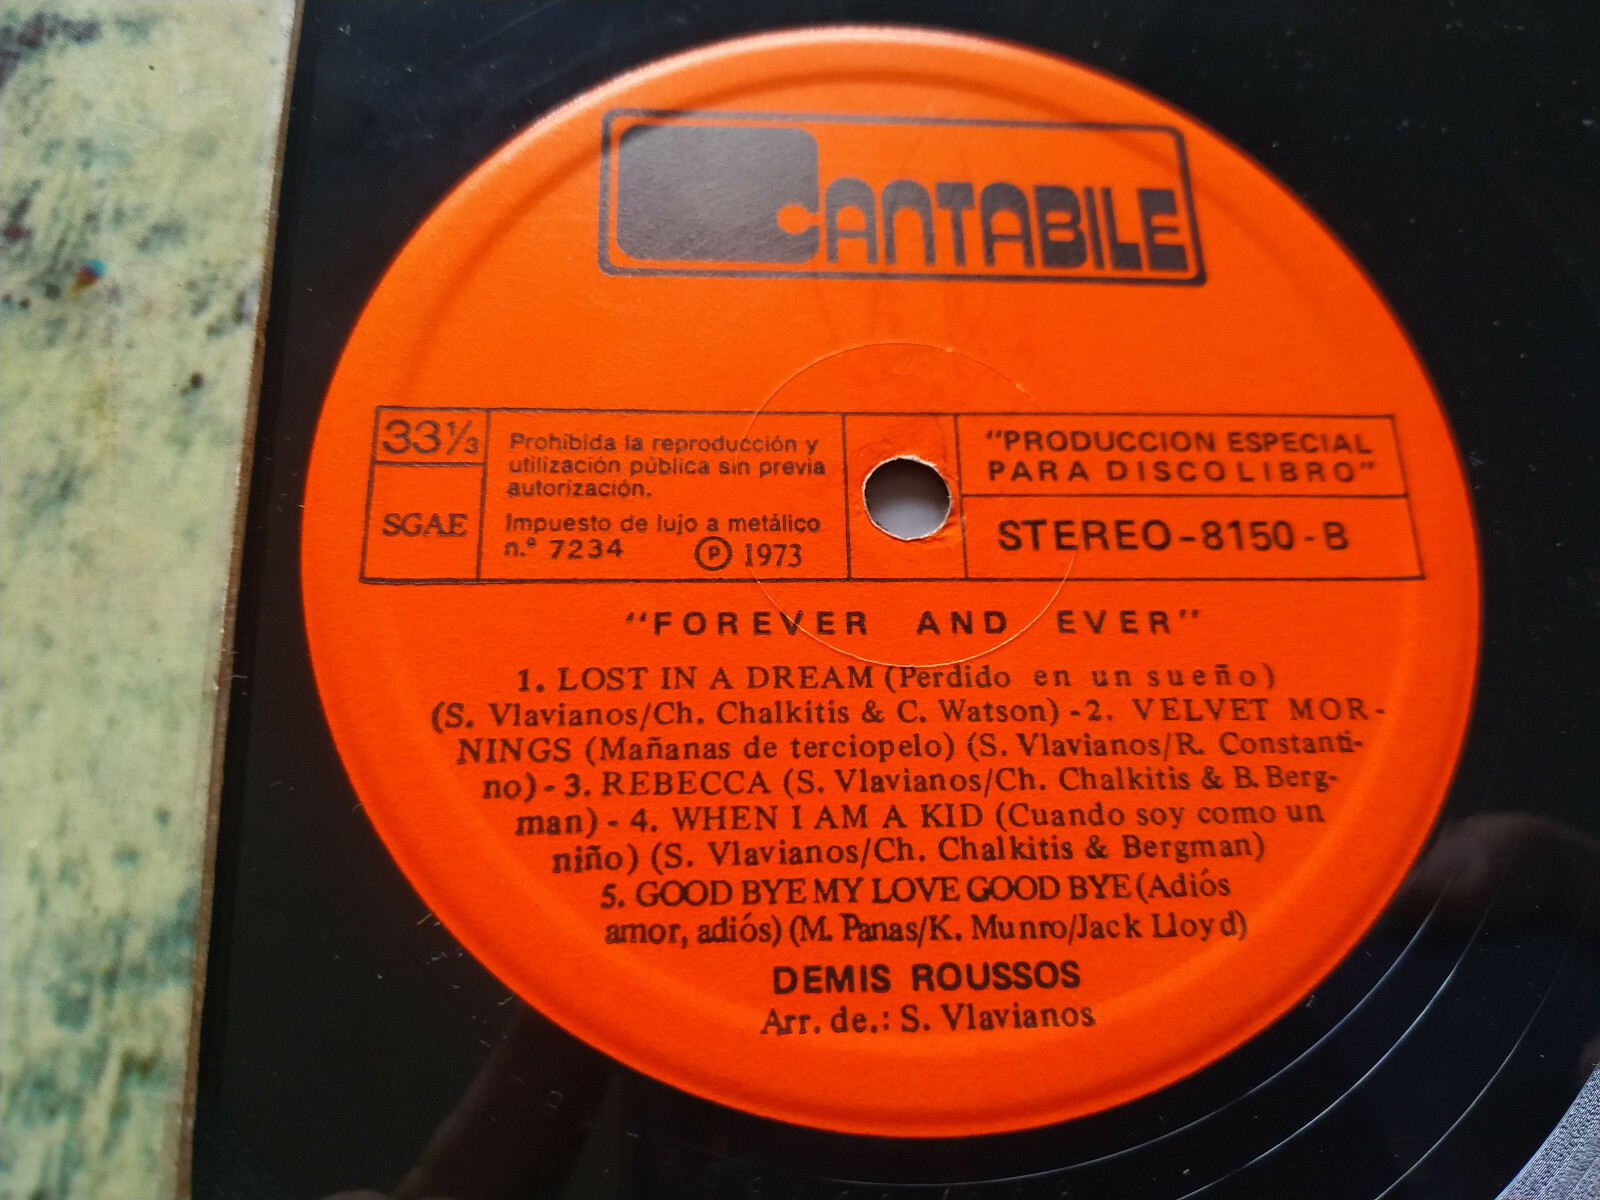 CANTABILE
33⅓
SGAE
Prohibida la reproducción y
utilización pública sin previa
autorización.
Impuesto de lujo a metálico
n.º 7234 Ⓟ 1973
"PRODUCCION ESPECIAL
PARA DISCOLIBRO"
STEREO-8150-B
"FOREVER AND EVER"
1. LOST IN A DREAM (Perdido en un sueño)
(S. Vlavianos/Ch. Chalkitis & C. Watson) - 2. VELVET MOR-
NINGS (Mañanas de terciopelo) (S. Vlavianos/R. Constanti-
no) - 3. REBECCA (S. Vlavianos/Ch. Chalkitis & B. Berg-
man) - 4. WHEN I AM A KID (Cuando soy como un
niño) (S. Vlavianos/Ch. Chalkitis & Bergman)
5. GOOD BYE MY LOVE GOOD BYE (Adiós
amor, adiós) (M. Panas/K. Munro/Jack Lloyd)
DEMIS ROUSSOS
Arr. de.: S. Vlavianos